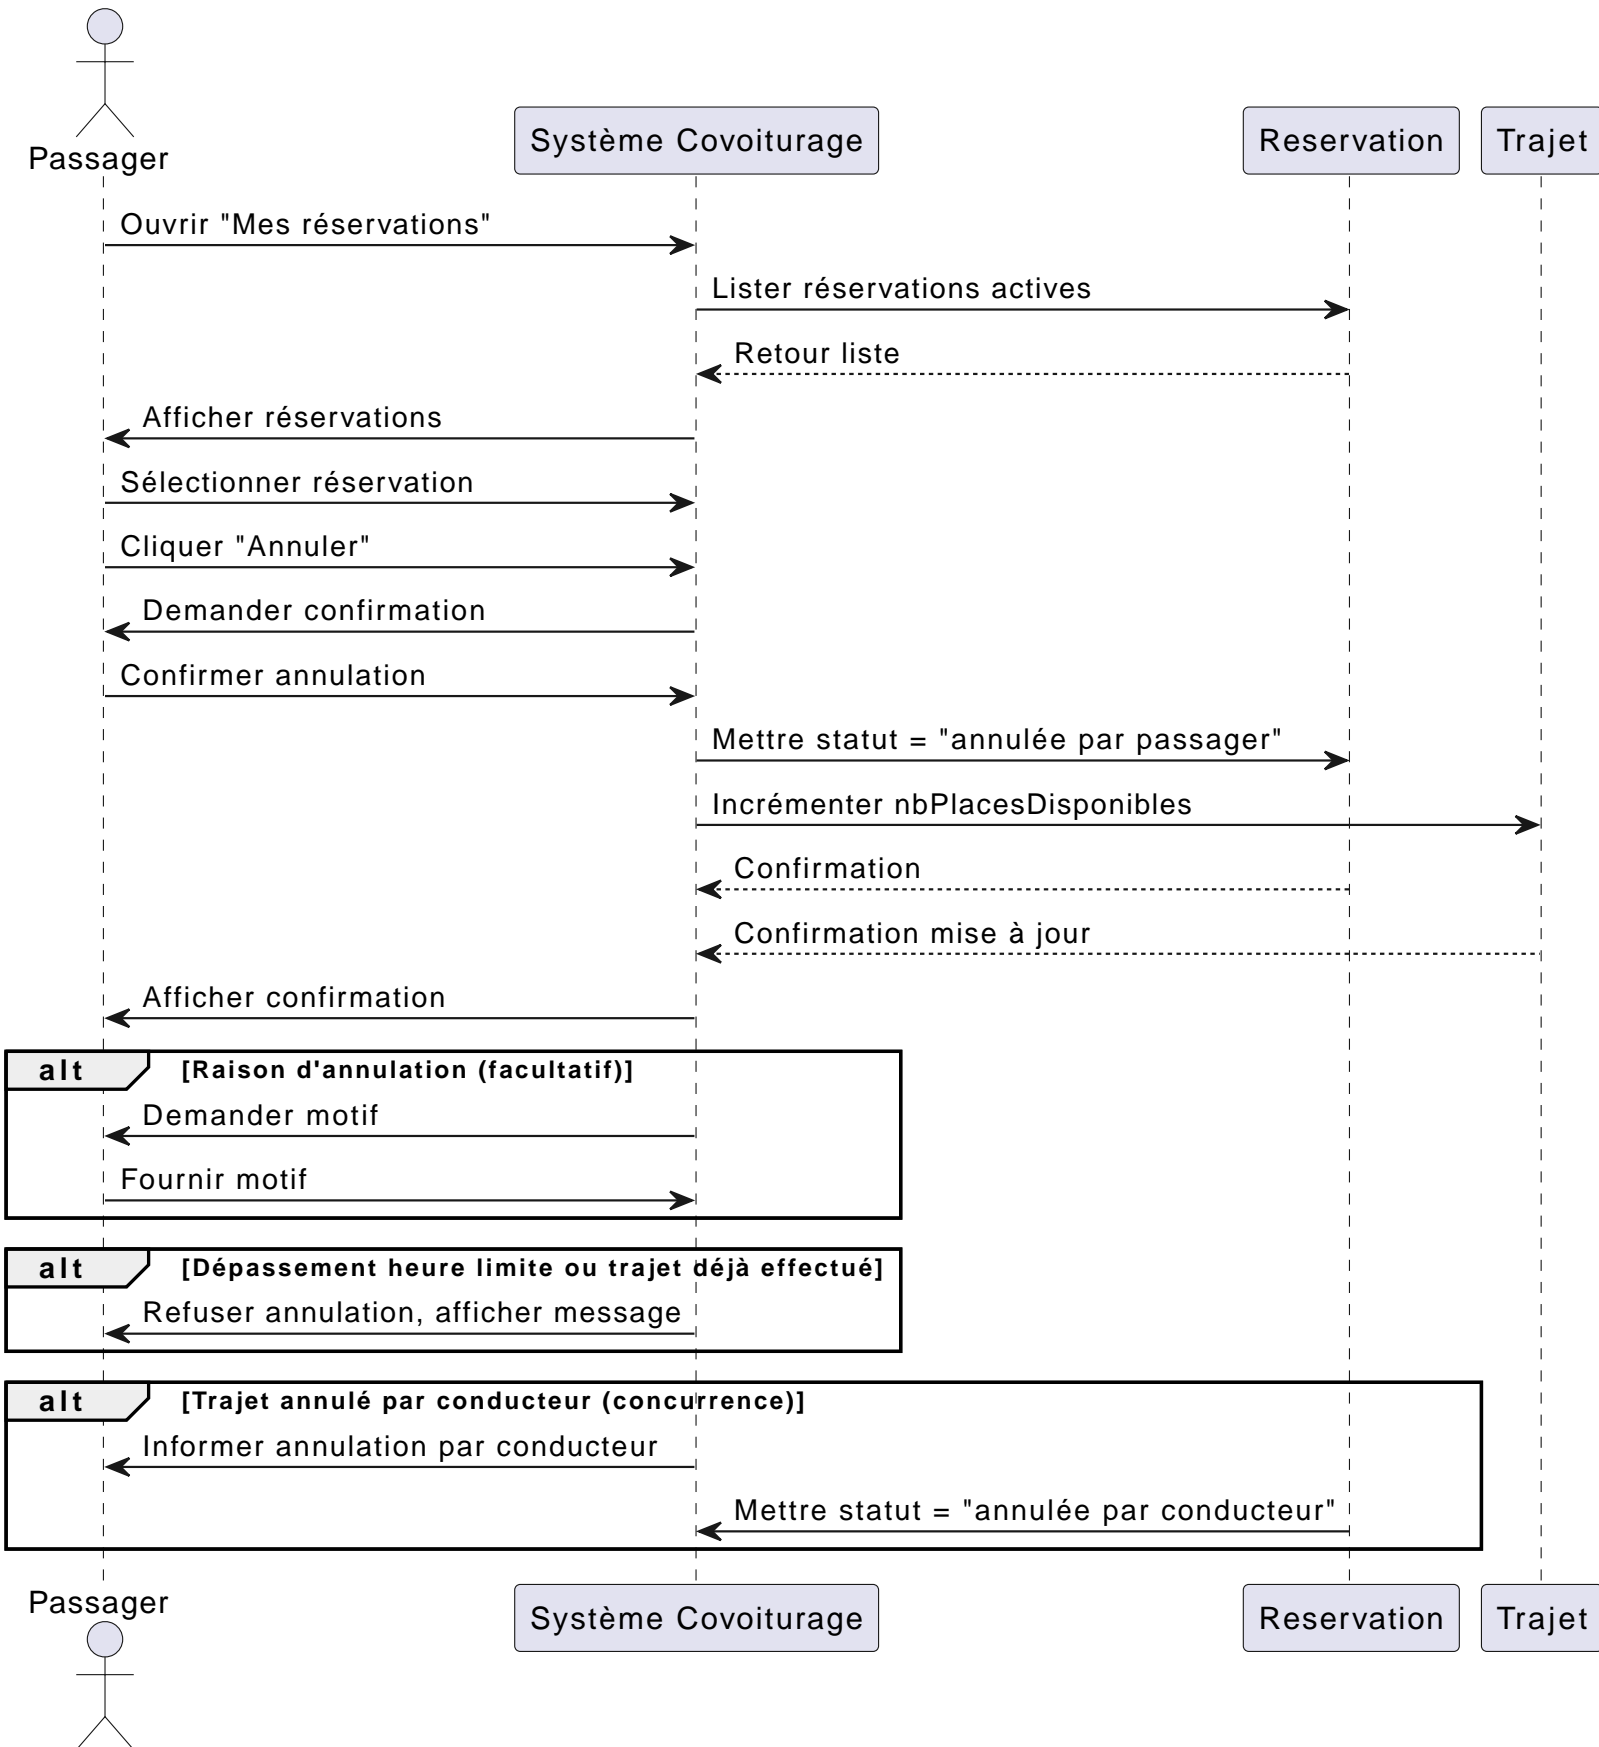 Passager
Système Covoiturage
Reservation
Trajet
Ouvrir "Mes réservations"
Lister réservations actives
Retour liste
Afficher réservations
Sélectionner réservation
Cliquer "Annuler"
Demander confirmation
Confirmer annulation
Mettre statut = "annulée par passager"
Incrémenter nbPlacesDisponibles
Confirmation
Confirmation mise à jour
Afficher confirmation
alt [Raison d'annulation (facultatif)]
Demander motif
Fournir motif
alt [Dépassement heure limite ou trajet déjà effectué]
Refuser annulation, afficher message
alt [Trajet annulé par conducteur (concurrence)]
Informer annulation par conducteur
Mettre statut = "annulée par conducteur"
Passager
Système Covoiturage
Reservation
Trajet